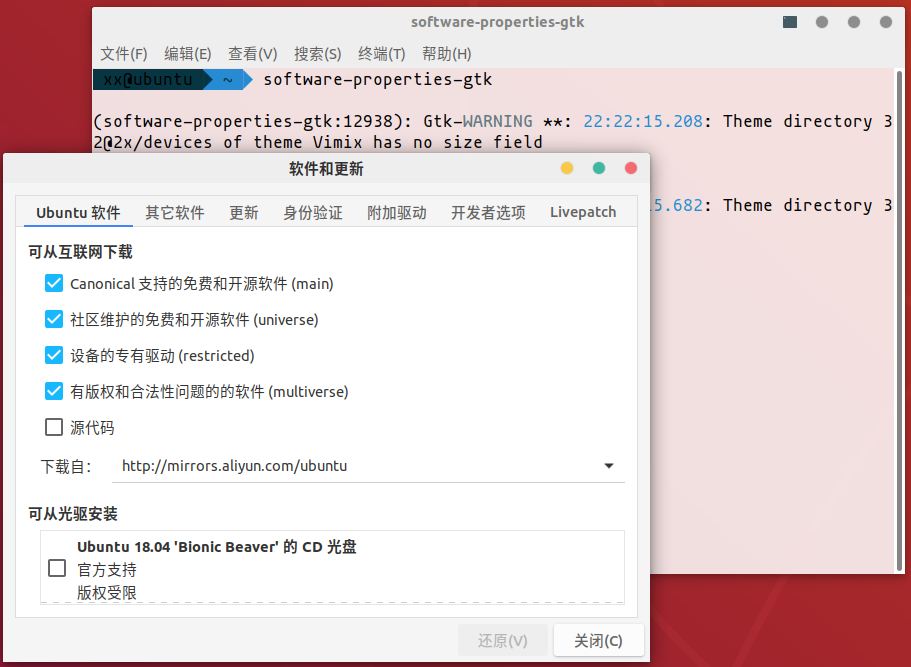 software-properties-gtk
文件(F) 编辑(E) 查看(V) 搜索(S) 终端(T) 帮助(H)
xx@ubuntu ~ software-properties-gtk
(software-properties-gtk:12938): Gtk-WARNING **: 22:22:15.208: Theme directory 3
2@2x/devices of theme Vimix has no size field
5.682: Theme directory 3
软件和更新
Ubuntu 软件 其它软件 更新 身份验证 附加驱动 开发者选项 Livepatch
可从互联网下载
Canonical 支持的免费和开源软件 (main)
社区维护的免费和开源软件 (universe)
设备的专有驱动 (restricted)
有版权和合法性问题的的软件 (multiverse)
源代码
下载自: http://mirrors.aliyun.com/ubuntu
可从光驱安装
Ubuntu 18.04 'Bionic Beaver' 的 CD 光盘
官方支持
版权受限
还原(V) 关闭(C)